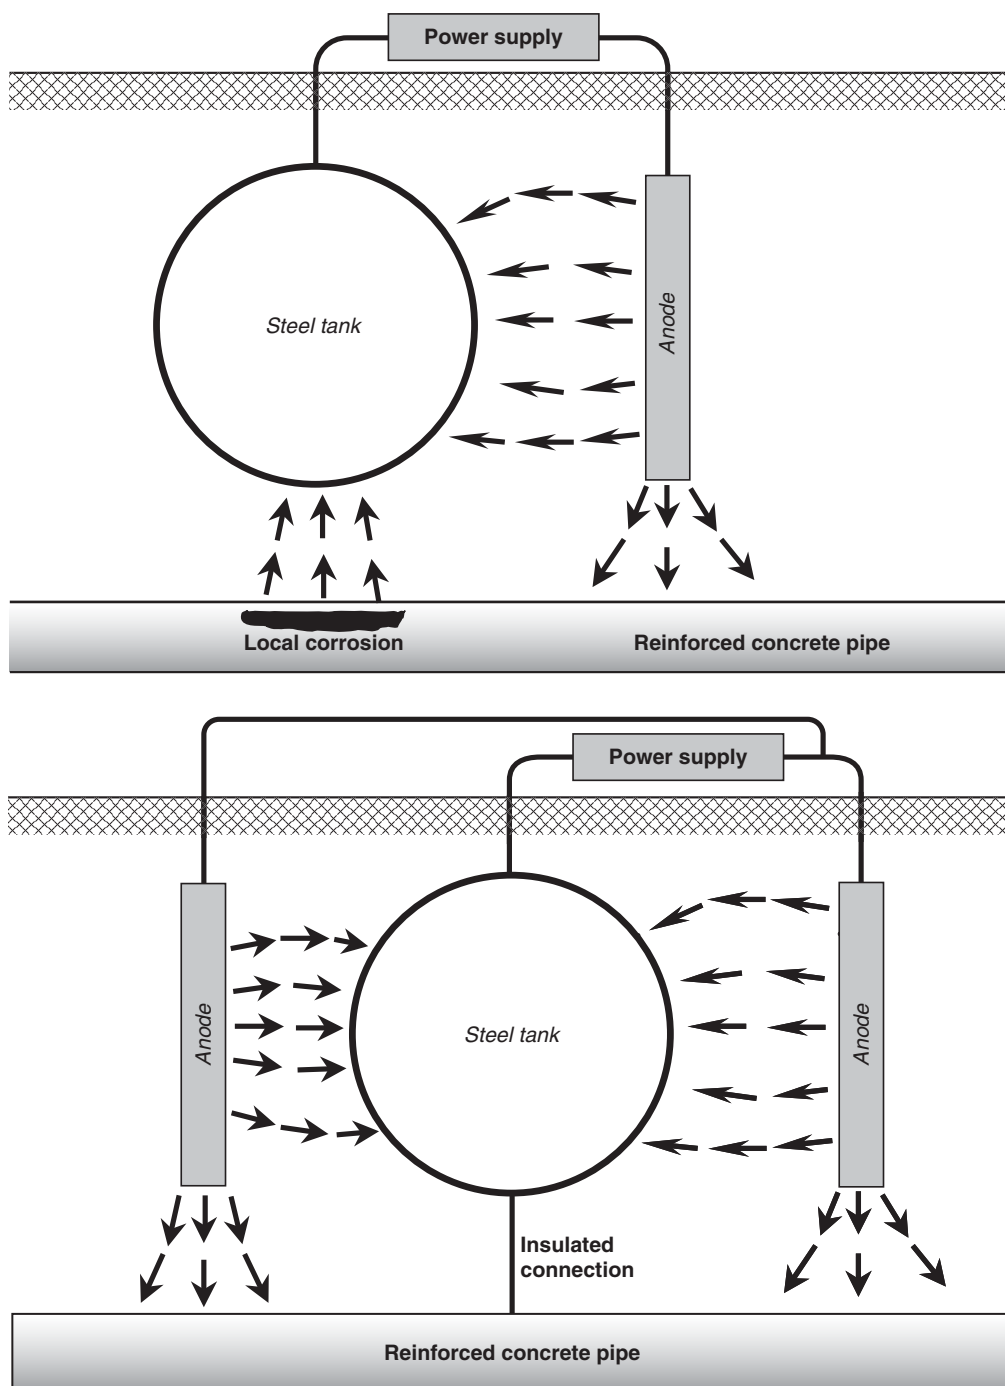 Power supply
Steel tank
Anode
Local corrosion
Reinforced concrete pipe
Power supply
Anode
Steel tank
Anode
Insulated
connection
Reinforced concrete pipe